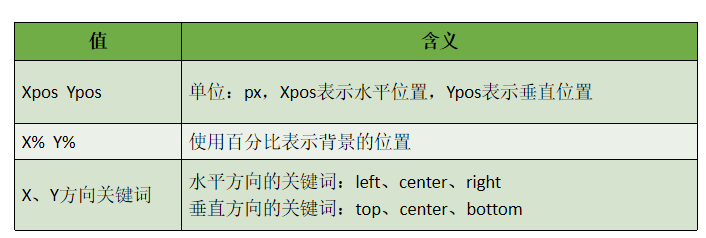 值 含义
Xpos Ypos 单位：px，Xpos表示水平位置，Ypos表示垂直位置
X% Y% 使用百分比表示背景的位置
X、Y方向关键词 水平方向的关键词：left、center、right
垂直方向的关键词：top、center、bottom